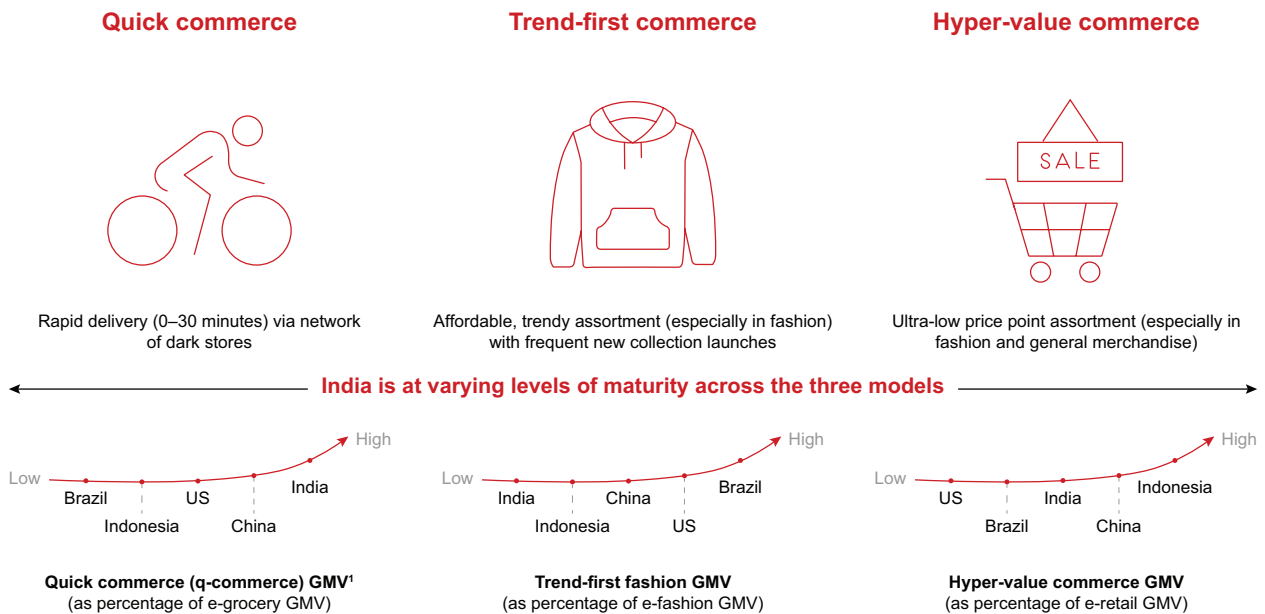 Quick commerce
Trend-first commerce
Hyper-value commerce
SALE
Rapid delivery (0–30 minutes) via network
of dark stores
Affordable, trendy assortment (especially in fashion)
with frequent new collection launches
Ultra-low price point assortment (especially in
fashion and general merchandise)
India is at varying levels of maturity across the three models
Low
Brazil
Indonesia
US
China
India
High
Low
India
Indonesia
China
US
Brazil
High
Low
US
Brazil
India
China
Indonesia
High
Quick commerce (q-commerce) GMV¹
(as percentage of e-grocery GMV)
Trend-first fashion GMV
(as percentage of e-fashion GMV)
Hyper-value commerce GMV
(as percentage of e-retail GMV)